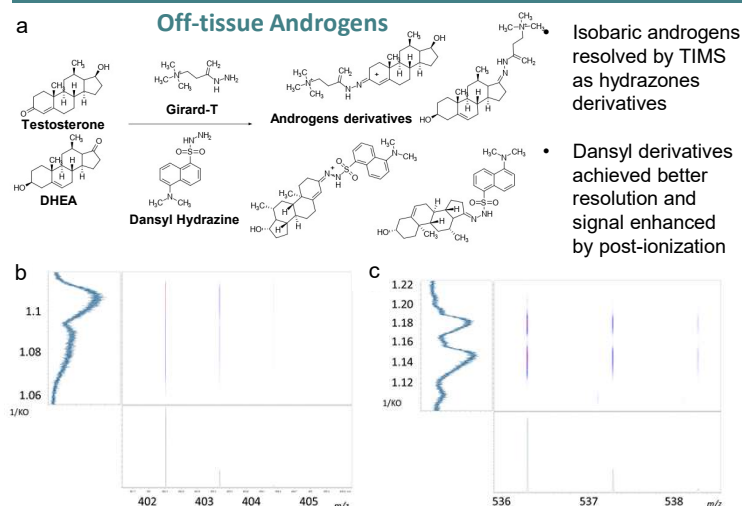 Off-tissue Androgens
a
Testosterone
DHEA
Girard-T
Dansyl Hydrazine
Androgens derivatives
• Isobaric androgens
resolved by TIMS
as hydrazones
derivatives
• Dansyl derivatives
achieved better
resolution and
signal enhanced
by post-ionization
b
1.1
1.08
1.06
1/KO
402 403 404 405 m/z
c
1.22
1.20
1.18
1.16
1.14
1.12
1/KO
536 537 538 m/z